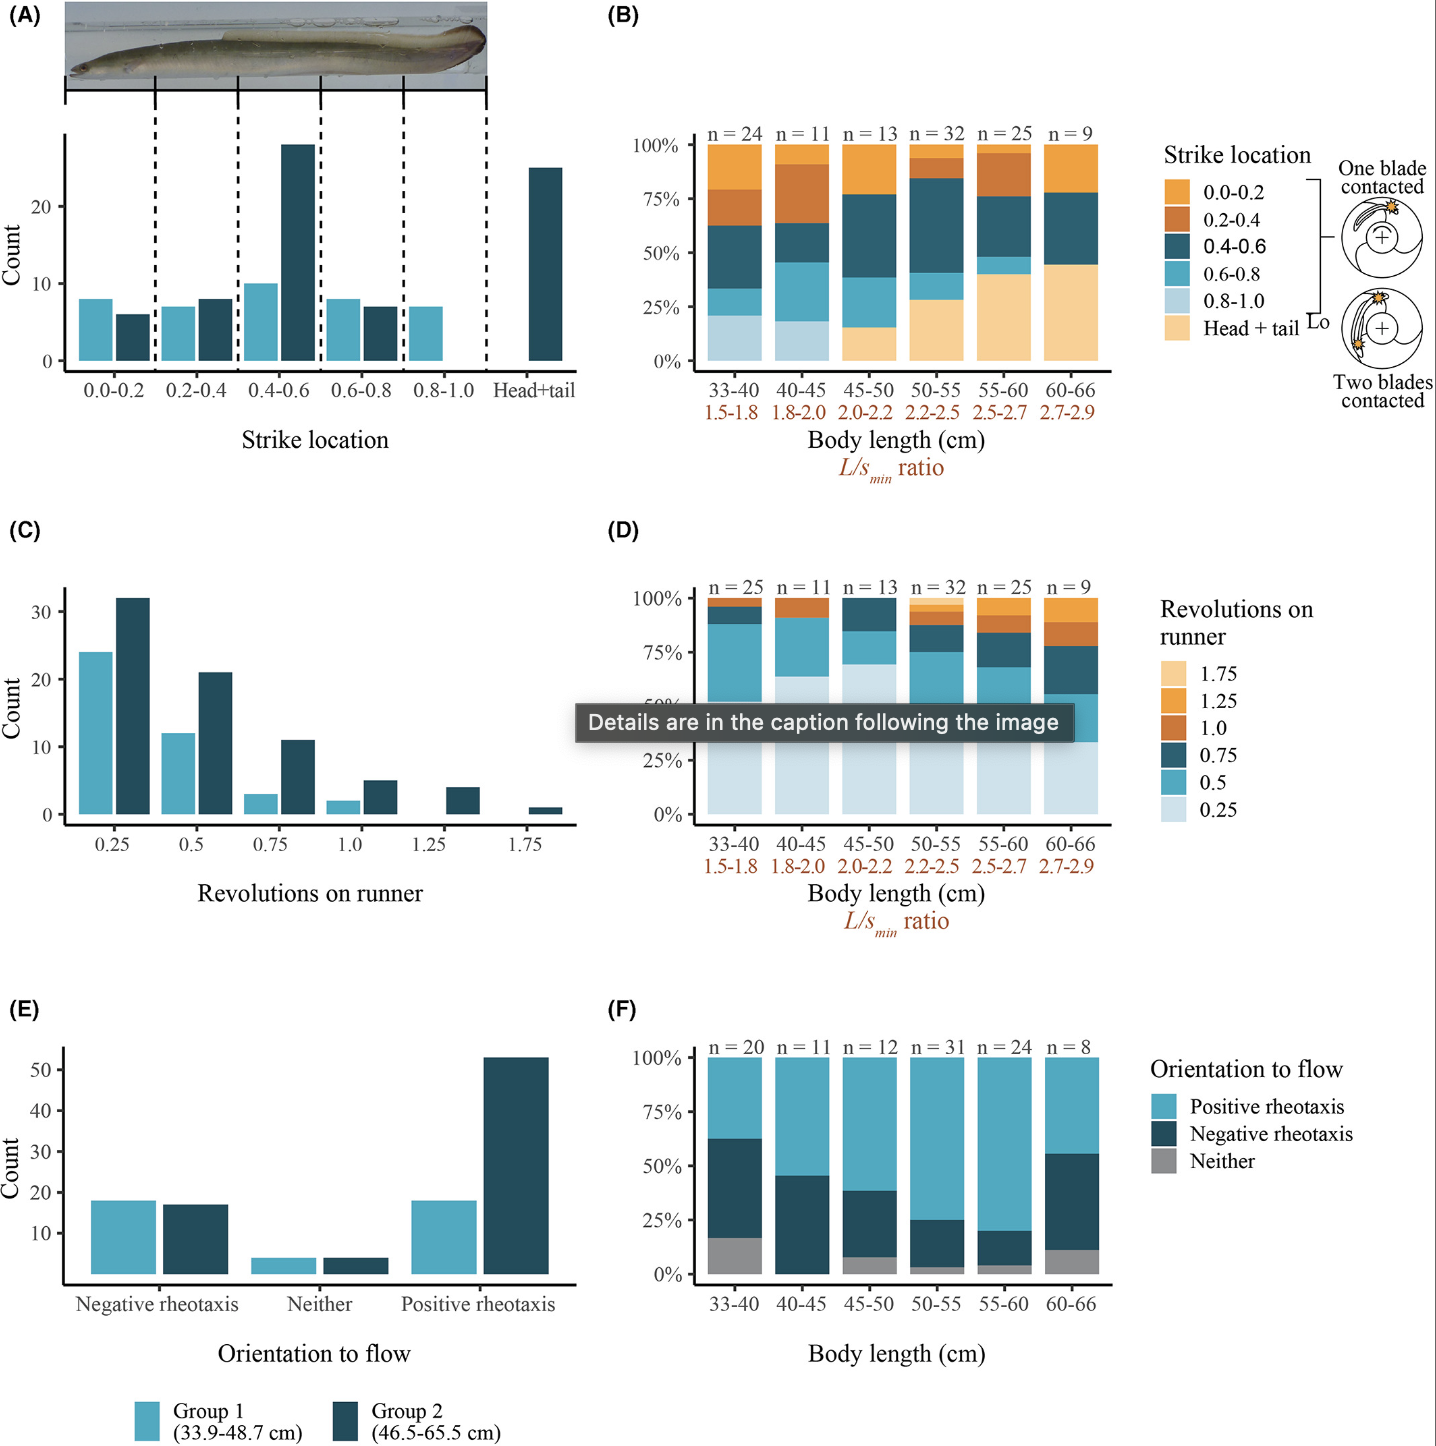 (A)
Count
20
10
0
0.0-0.2 0.2-0.4 0.4-0.6 0.6-0.8 0.8-1.0 Head+tail
Strike location
(B)
n = 24 n = 11 n = 13 n = 32 n = 25 n = 9
100%
75%
50%
25%
0%
33-40 40-45 45-50 50-55 55-60 60-66
1.5-1.8 1.8-2.0 2.0-2.2 2.2-2.5 2.5-2.7 2.7-2.9
Body length (cm)
L/smin ratio
Strike location
0.0-0.2
0.2-0.4
0.4-0.6
0.6-0.8
0.8-1.0
Head + tail
Lo
One blade
contacted
Two blades
contacted
(C)
Count
30
20
10
0
0.25 0.5 0.75 1.0 1.25 1.75
Revolutions on runner
(D)
n = 25 n = 11 n = 13 n = 32 n = 25 n = 9
100%
75%
Details are in the caption following the image
25%
0%
33-40 40-45 45-50 50-55 55-60 60-66
1.5-1.8 1.8-2.0 2.0-2.2 2.2-2.5 2.5-2.7 2.7-2.9
Body length (cm)
L/smin ratio
Revolutions on
runner
1.75
1.25
1.0
0.75
0.5
0.25
(E)
Count
50
40
30
20
10
Negative rheotaxis Neither Positive rheotaxis
Orientation to flow
(F)
n = 20 n = 11 n = 12 n = 31 n = 24 n = 8
100%
75%
50%
25%
0%
33-40 40-45 45-50 50-55 55-60 60-66
Body length (cm)
Orientation to flow
Positive rheotaxis
Negative rheotaxis
Neither
Group 1
(33.9-48.7 cm)
Group 2
(46.5-65.5 cm)